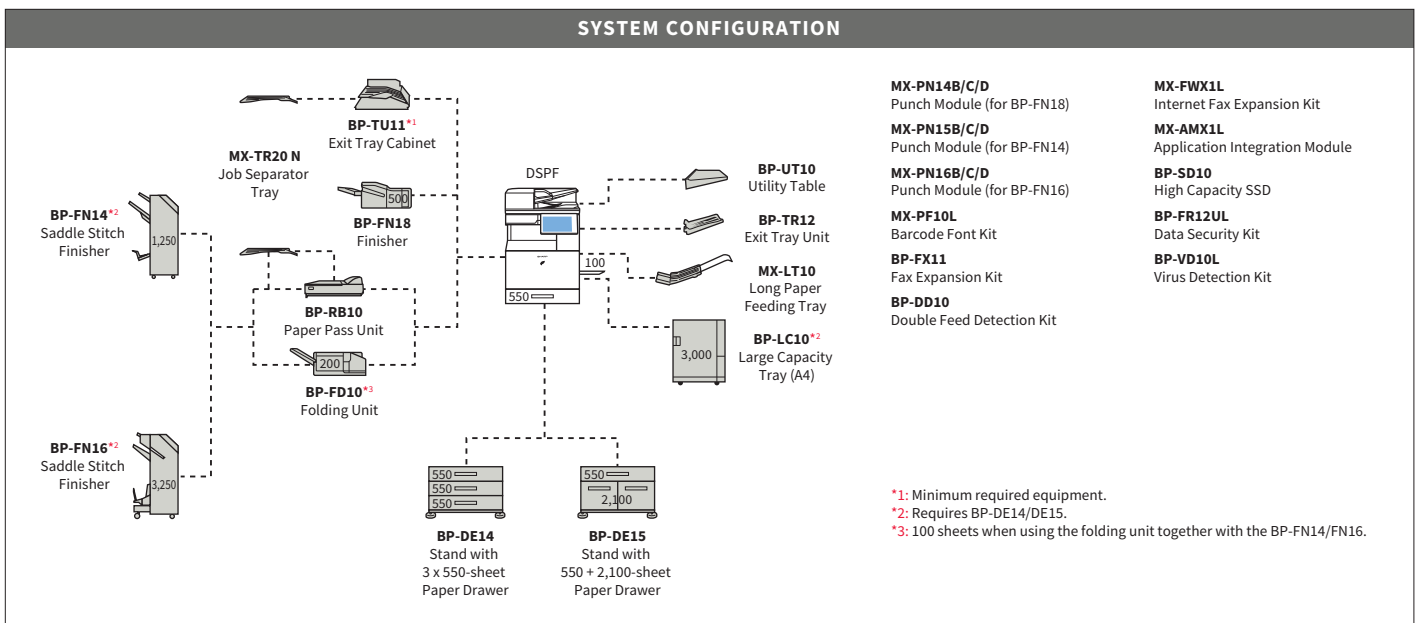 SYSTEM CONFIGURATION
BP-TU11*1
Exit Tray Cabinet
MX-TR20 N
Job Separator
Tray
500
BP-FN18
Finisher
BP-FN14*2
Saddle Stitch
Finisher
1,250
BP-RB10
Paper Pass Unit
200
BP-FD10*3
Folding Unit
BP-FN16*2
Saddle Stitch
Finisher
3,250
DSPF
100
550
BP-UT10
Utility Table
BP-TR12
Exit Tray Unit
MX-LT10
Long Paper
Feeding Tray
3,000
BP-LC10*2
Large Capacity
Tray (A4)
550
550
550
BP-DE14
Stand with
3 x 550-sheet
Paper Drawer
550
2,100
BP-DE15
Stand with
550 + 2,100-sheet
Paper Drawer
MX-PN14B/C/D
Punch Module (for BP-FN18)
MX-PN15B/C/D
Punch Module (for BP-FN14)
MX-PN16B/C/D
Punch Module (for BP-FN16)
MX-PF10L
Barcode Font Kit
BP-FX11
Fax Expansion Kit
BP-DD10
Double Feed Detection Kit
MX-FWX1L
Internet Fax Expansion Kit
MX-AMX1L
Application Integration Module
BP-SD10
High Capacity SSD
BP-FR12UL
Data Security Kit
BP-VD10L
Virus Detection Kit
*1: Minimum required equipment.
*2: Requires BP-DE14/DE15.
*3: 100 sheets when using the folding unit together with the BP-FN14/FN16.